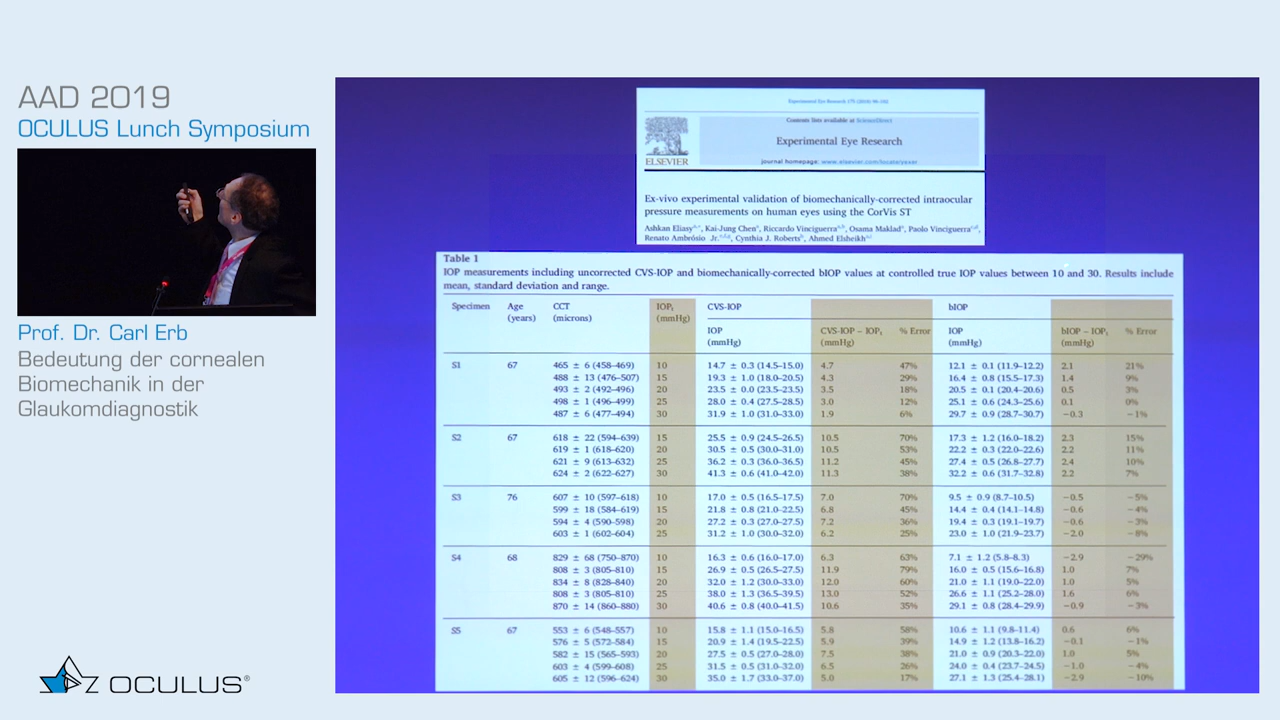 AAD 2019
OCULUS Lunch Symposium
Prof. Dr. Carl Erb
Bedeutung der cornealen
Biomechanik in der
Glaukomdiagnostik
OCULUS®
Contents lists available at ScienceDirect
Experimental Eye Research
ELSEVIER
journal homepage: www.elsevier.com/locate/yexer
Ex-vivo experimental validation of biomechanically-corrected intraocular
pressure measurements on human eyes using the CorVis ST
Ashkan Eliasy, Kai-Jung Chen, Riccardo Vinciguerra, Osama Maklad, Paolo Vinciguerra,
Renato Ambrósio Jr., Cynthia J. Roberts, Ahmed Elsheikh
Table 1
IOP measurements including uncorrected CVS-IOP and biomechanically-corrected bIOP values at controlled true IOP values between 10 and 30. Results include
mean, standard deviation and range.
Specimen Age (years) CCT (microns) IOPt (mmHg) CVS-IOP bIOP
IOP (mmHg) CVS-IOP − IOPt (mmHg) % Error IOP (mmHg) bIOP − IOPt (mmHg) % Error
S1 67 465 ± 6 (458–469) 10 14.7 ± 0.3 (14.5–15.0) 4.7 47% 12.1 ± 0.1 (11.9–12.2) 2.1 21%
488 ± 13 (476–507) 15 19.3 ± 1.0 (18.0–20.5) 4.3 29% 16.4 ± 0.8 (15.5–17.3) 1.4 9%
493 ± 2 (492–496) 20 23.5 ± 0.0 (23.5–23.5) 3.5 18% 20.5 ± 0.1 (20.4–20.6) 0.5 3%
498 ± 1 (496–499) 25 28.0 ± 0.4 (27.5–28.5) 3.0 12% 25.1 ± 0.6 (24.3–25.6) 0.1 0%
487 ± 6 (477–494) 30 31.9 ± 1.0 (31.0–33.0) 1.9 6% 29.7 ± 0.9 (28.7–30.7) −0.3 −1%
S2 67 618 ± 22 (594–639) 15 25.5 ± 0.9 (24.5–26.5) 10.5 70% 17.3 ± 1.2 (16.0–18.2) 2.3 15%
619 ± 1 (618–620) 20 30.5 ± 0.5 (30.0–31.0) 10.5 53% 22.2 ± 0.3 (22.0–22.6) 2.2 11%
621 ± 9 (613–632) 25 36.2 ± 0.3 (36.0–36.5) 11.2 45% 27.4 ± 0.5 (26.8–27.7) 2.4 10%
624 ± 2 (622–627) 30 41.3 ± 0.6 (41.0–42.0) 11.3 38% 32.2 ± 0.6 (31.7–32.8) 2.2 7%
S3 76 607 ± 10 (597–618) 10 17.0 ± 0.5 (16.5–17.5) 7.0 70% 9.5 ± 0.9 (8.7–10.5) −0.5 −5%
599 ± 18 (584–619) 15 21.8 ± 0.8 (21.0–22.5) 6.8 45% 14.4 ± 0.4 (14.1–14.8) −0.6 −4%
594 ± 4 (590–598) 20 27.2 ± 0.3 (27.0–27.5) 7.2 36% 19.4 ± 0.3 (19.1–19.7) −0.6 −3%
603 ± 1 (602–604) 25 31.2 ± 1.0 (30.0–32.0) 6.2 25% 23.0 ± 1.0 (21.9–23.7) −2.0 −8%
S4 68 829 ± 68 (750–870) 10 16.3 ± 0.6 (16.0–17.0) 6.3 63% 7.1 ± 1.2 (5.8–8.3) −2.9 −29%
808 ± 3 (805–810) 15 26.9 ± 0.5 (26.5–27.5) 11.9 79% 16.0 ± 0.5 (15.6–16.8) 1.0 7%
834 ± 8 (828–840) 20 32.0 ± 1.2 (30.0–33.0) 12.0 60% 21.0 ± 1.1 (19.0–22.0) 1.0 5%
808 ± 3 (805–810) 25 38.0 ± 1.3 (36.5–39.5) 13.0 52% 26.6 ± 1.1 (25.2–28.0) 1.6 6%
870 ± 14 (860–880) 30 40.6 ± 0.8 (40.0–41.5) 10.6 35% 29.1 ± 0.8 (28.4–29.9) −0.9 −3%
S5 67 553 ± 6 (548–557) 10 15.8 ± 1.1 (15.0–16.5) 5.8 58% 10.6 ± 1.1 (9.8–11.4) 0.6 6%
576 ± 5 (572–584) 15 20.9 ± 1.4 (19.5–22.5) 5.9 39% 14.9 ± 1.2 (13.8–16.2) −0.1 −1%
582 ± 15 (565–593) 20 27.5 ± 0.5 (27.0–28.0) 7.5 38% 21.0 ± 0.9 (20.3–22.0) 1.0 5%
603 ± 4 (599–608) 25 31.5 ± 0.5 (31.0–32.0) 6.5 26% 24.0 ± 0.4 (23.7–24.5) −1.0 −4%
605 ± 12 (596–624) 30 35.0 ± 1.7 (33.0–37.0) 5.0 17% 27.1 ± 1.3 (25.4–28.1) −2.9 −10%